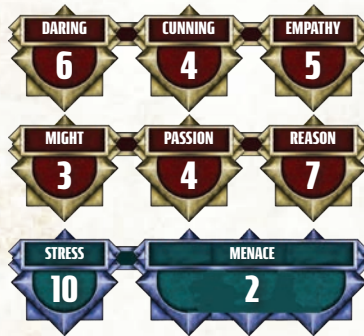 DARING CUNNING EMPATHY
6 4 5
MIGHT PASSION REASON
3 4 7
STRESS MENACE
10 2